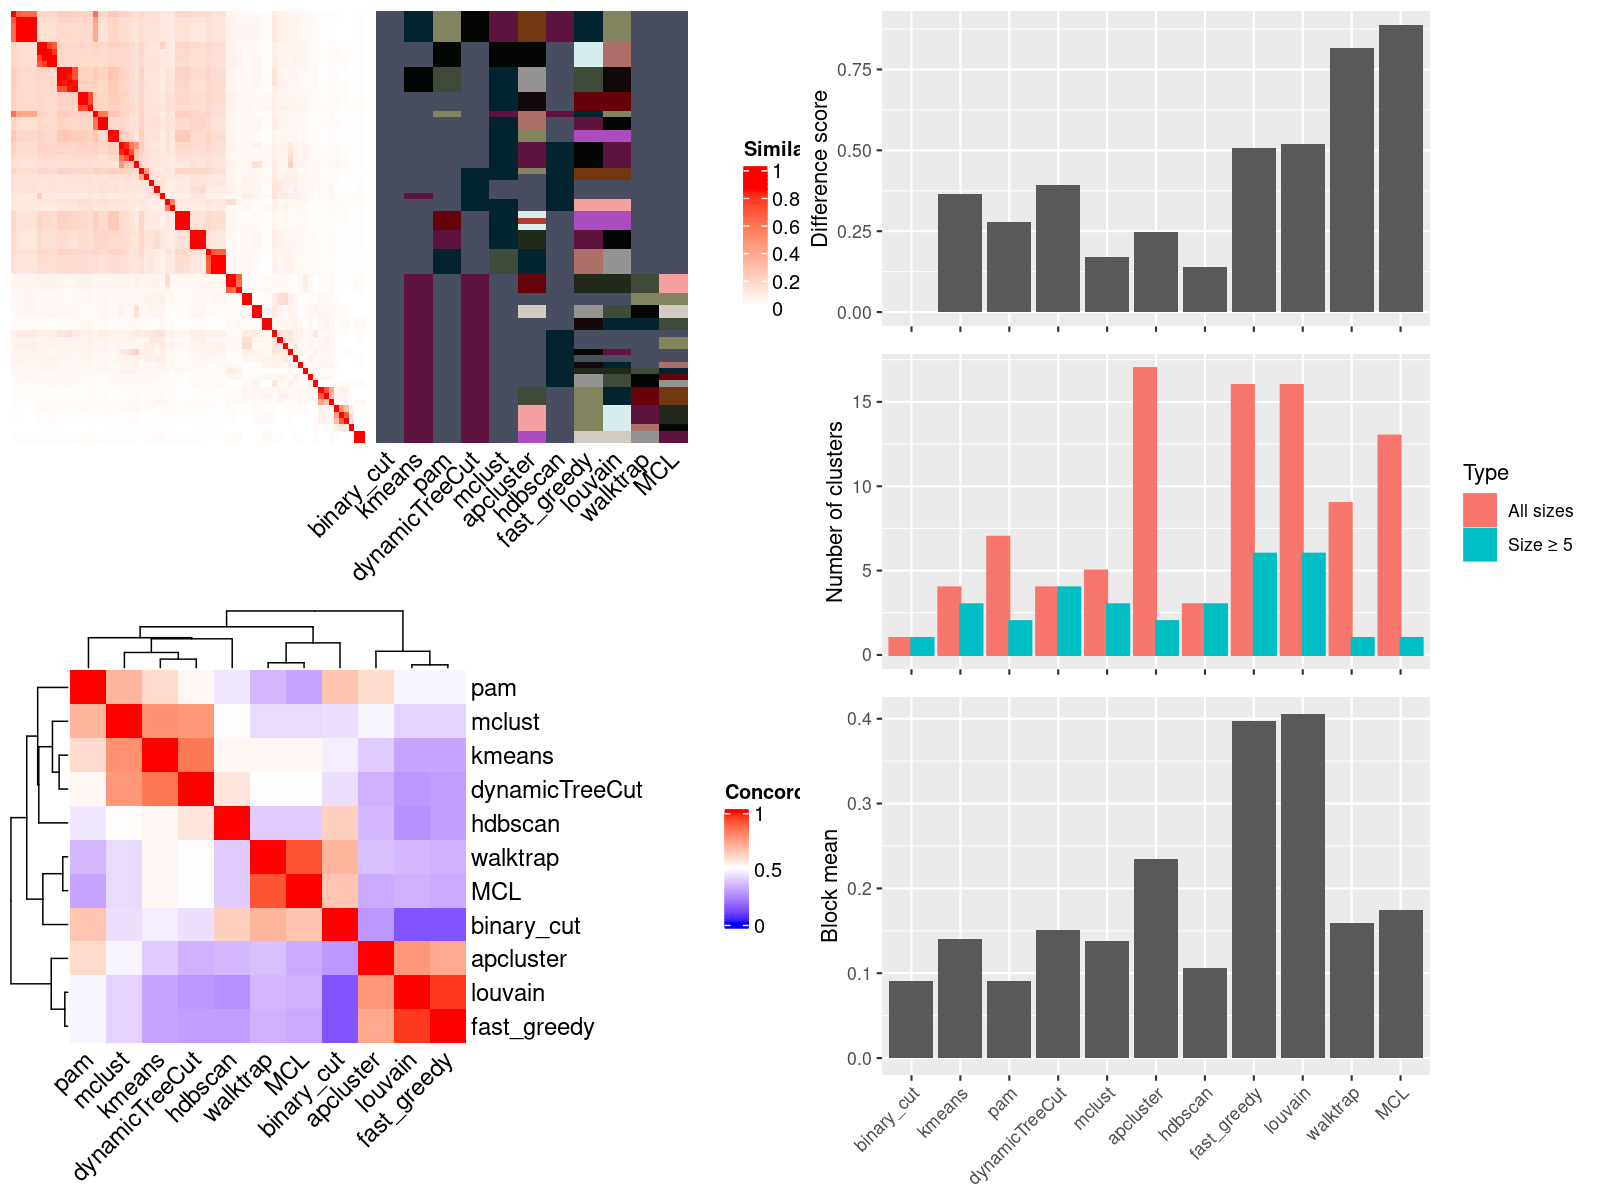 Simila
1
0.8
0.6
0.4
0.2
0
binary_cut
kmeans
pam
dynamicTreeCut
mclust
apcluster
hdbscan
fast_greedy
louvain
walktrap
MCL
pam
mclust
kmeans
dynamicTreeCut
hdbscan
walktrap
MCL
binary_cut
apcluster
louvain
fast_greedy
pam
mclust
kmeans
dynamicTreeCut
hdbscan
walktrap
MCL
binary_cut
apcluster
louvain
fast_greedy
Concord
1
0.5
0
Difference score
0.75
0.50
0.25
0.00
Number of clusters
15
10
5
0
Type
All sizes
Size ≥ 5
Block mean
0.4
0.3
0.2
0.1
0.0
binary_cut
kmeans
pam
dynamicTreeCut
mclust
apcluster
hdbscan
fast_greedy
louvain
walktrap
MCL